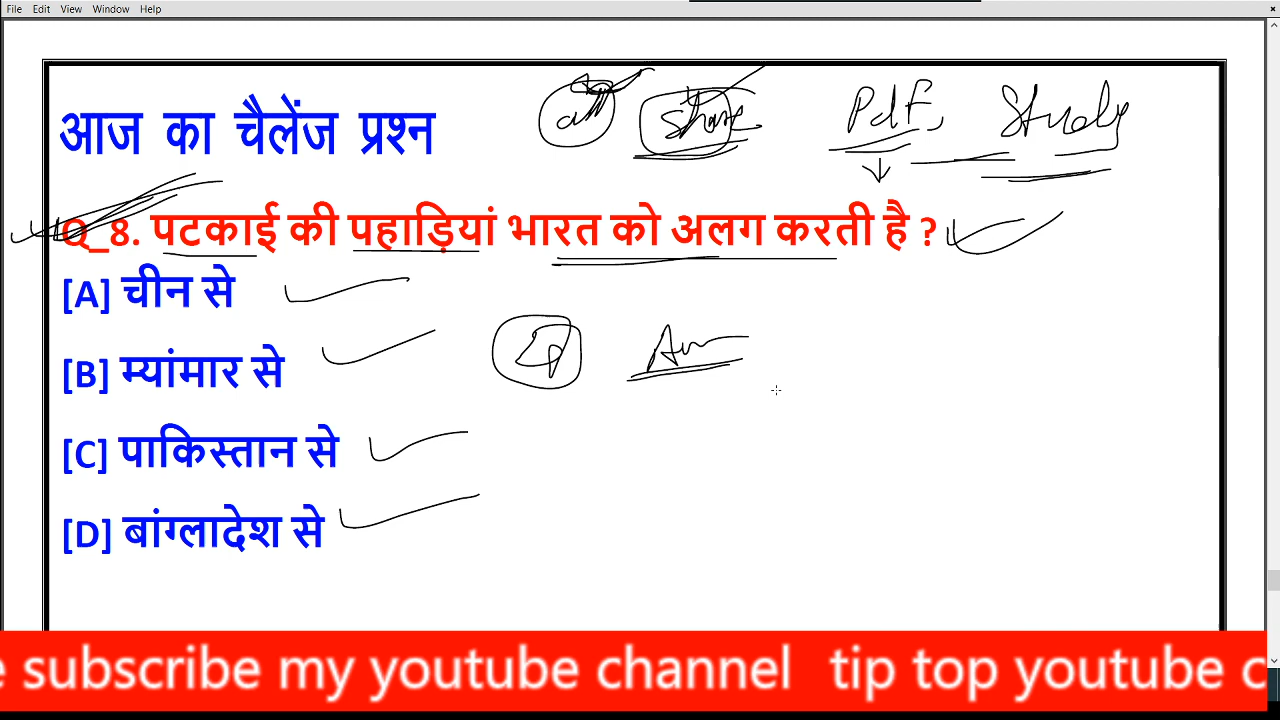 File Edit View Window Help
आज का चैलेंज प्रश्न
all Share Pdf, Study
Q_8. पटकाई की पहाड़ियां भारत को अलग करती है ?
[A] चीन से
[B] म्यांमार से
[C] पाकिस्तान से
[D] बांग्लादेश से
subscribe my youtube channel tip top youtube c